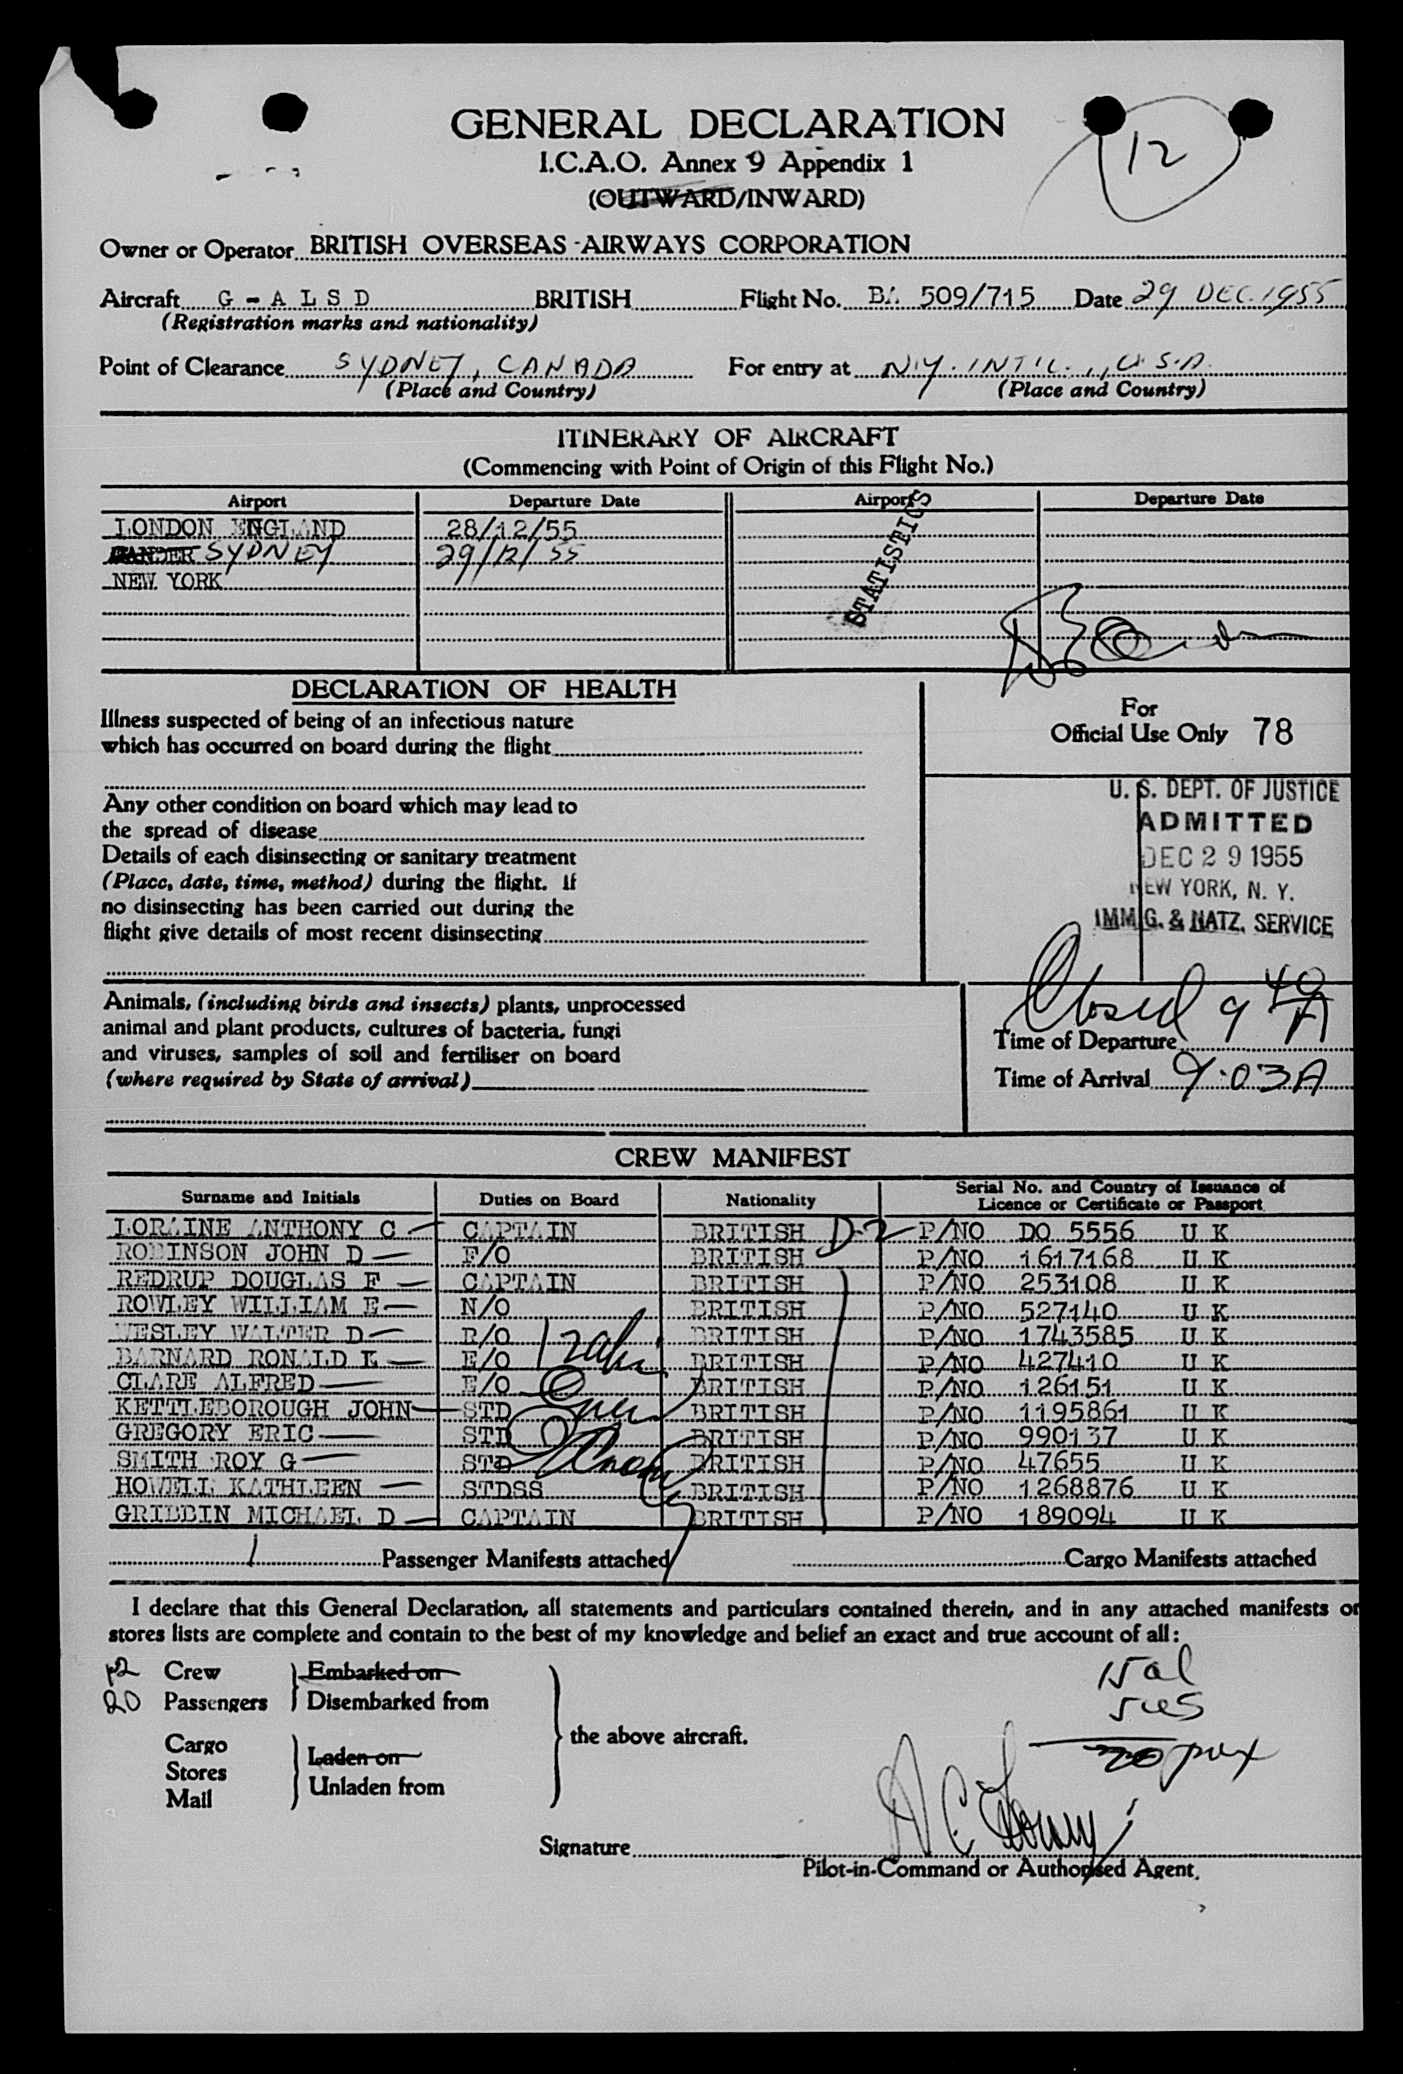 GENERAL DECLARATION
12
I.C.A.O. Annex 9 Appendix 1
(OUTWARD/INWARD)
Owner or Operator BRITISH OVERSEAS AIRWAYS CORPORATION
Aircraft G - A L S D BRITISH Flight No. BA 509/715 Date 29 DEC. 1955
(Registration marks and nationality)
Point of Clearance SYDNEY, CANADA For entry at N.Y. INT'L., U.S.A.
(Place and Country) (Place and Country)
ITINERARY OF AIRCRAFT
(Commencing with Point of Origin of this Flight No.)
Airport Departure Date Airport Departure Date
LONDON ENGLAND 28/12/55
GANDER SYDNEY 29/12/55
NEW YORK
STATISTICS
DECLARATION OF HEALTH
Illness suspected of being of an infectious nature
which has occurred on board during the flight
For
Official Use Only 78
Any other condition on board which may lead to
the spread of disease
Details of each disinsecting or sanitary treatment
(Place, date, time, method) during the flight. If
no disinsecting has been carried out during the
flight give details of most recent disinsecting
U. S. DEPT. OF JUSTICE
ADMITTED
DEC 29 1955
NEW YORK, N. Y.
IMMIG. & NATZ. SERVICE
Animals, (including birds and insects) plants, unprocessed
animal and plant products, cultures of bacteria, fungi
and viruses, samples of soil and fertiliser on board
(where required by State of arrival)
Closed 9 40 A
Time of Departure
Time of Arrival 9:03A
CREW MANIFEST
Surname and Initials Duties on Board Nationality Serial No. and Country of Issuance of Licence or Certificate or Passport
LORAINE ANTHONY C CAPTAIN BRITISH D-2 P/NO DO 5556 U K
ROBINSON JOHN D F/O BRITISH P/NO 1617168 U K
REDRUP DOUGLAS F CAPTAIN BRITISH P/NO 253108 U K
ROWLEY WILLIAM E N/O BRITISH P/NO 527140 U K
WESLEY WALTER D R/O BRITISH P/NO 1743585 U K
BARNARD RONALD K E/O BRITISH P/NO 427410 U K
CLARE ALFRED E/O BRITISH P/NO 126151 U K
KETTLEBOROUGH JOHN STD BRITISH P/NO 1195861 U K
GREGORY ERIC STD BRITISH P/NO 990137 U K
SMITH ROY G STD BRITISH P/NO 47655 U K
HOWELL KATHLEEN STDSS BRITISH P/NO 1268876 U K
GRIBBIN MICHAEL D CAPTAIN BRITISH P/NO 189094 U K
1 Passenger Manifests attached Cargo Manifests attached
I declare that this General Declaration, all statements and particulars contained therein, and in any attached manifests or
stores lists are complete and contain to the best of my knowledge and belief an exact and true account of all:
12 Crew Embarked on
20 Passengers Disembarked from
Cargo
Stores
Mail
Laden on
Unladen from
the above aircraft.
15 al
5 us
20 pax
Signature
Pilot-in-Command or Authorised Agent.